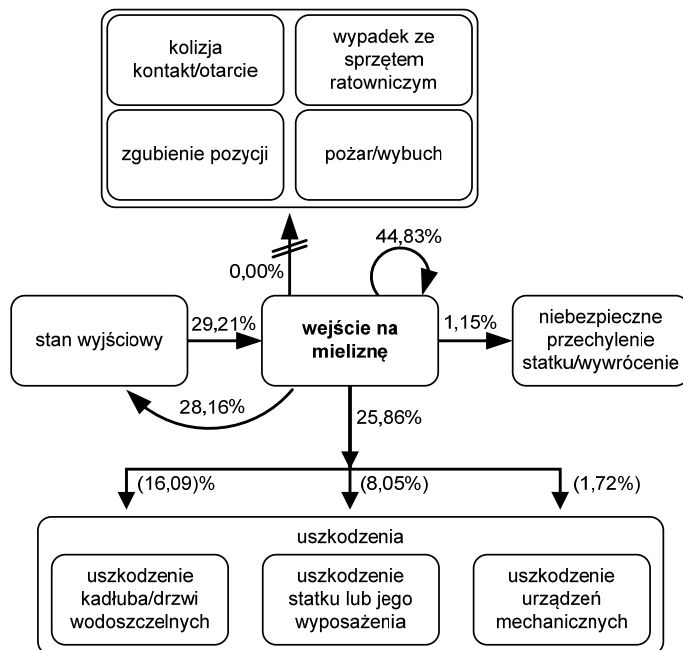 kolizja
kontakt/otarcie
wypadek ze
sprzętem
ratowniczym
zgubienie pozycji
pożar/wybuch
44,83%
0,00%
stan wyjściowy
29,21%
wejście na
mieliznę
1,15%
niebezpieczne
przechylenie
statku/wywrócenie
28,16%
25,86%
(16,09)%
(8,05%)
(1,72%)
uszkodzenia
uszkodzenie
kadłuba/drzwi
wodoszczelnych
uszkodzenie
statku lub jego
wyposażenia
uszkodzenie
urządzeń
mechanicznych